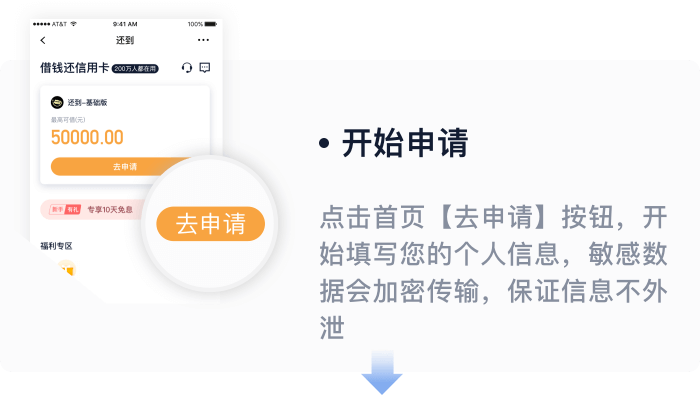 AT&T 9:41 AM 100%
还到
借钱还信用卡 200万人都在用
还到-基础版
最高可借(元)
50000.00
去申请
新手有礼 专享10天免息
福利专区
去申请
• 开始申请
点击首页【去申请】按钮，开
始填写您的个人信息，敏感数
据会加密传输，保证信息不外
泄